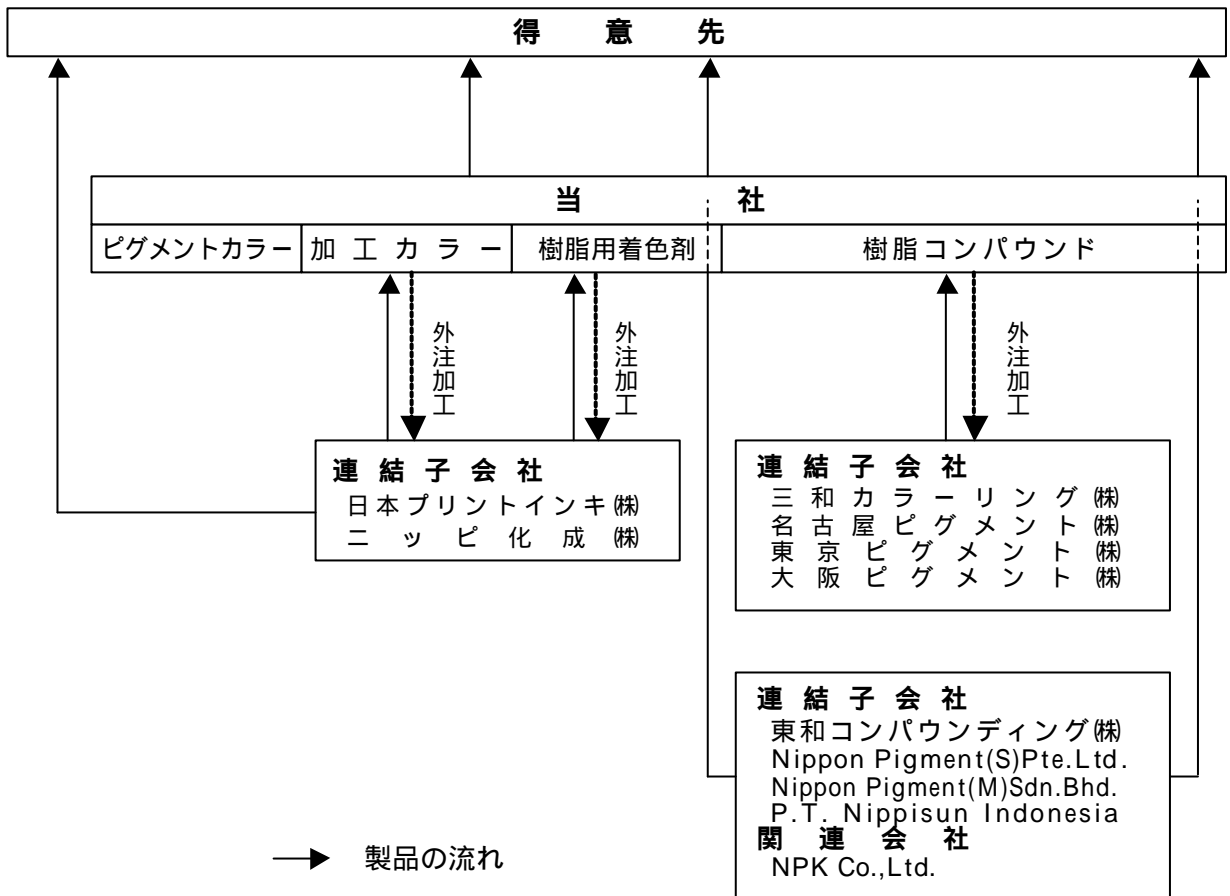 得意先
当社
ピグメントカラー
加工カラー
樹脂用着色剤
樹脂コンパウンド
外注加工
外注加工
外注加工
連結子会社
日本プリントインキ㈱
ニッピ化成㈱
連結子会社
三和カラーリング㈱
名古屋ピグメント㈱
東京ピグメント㈱
大阪ピグメント㈱
連結子会社
東和コンパウンディング㈱
Nippon Pigment(S)Pte.Ltd.
Nippon Pigment(M)Sdn.Bhd.
P.T. Nippisun Indonesia
関連会社
NPK Co.,Ltd.
製品の流れ